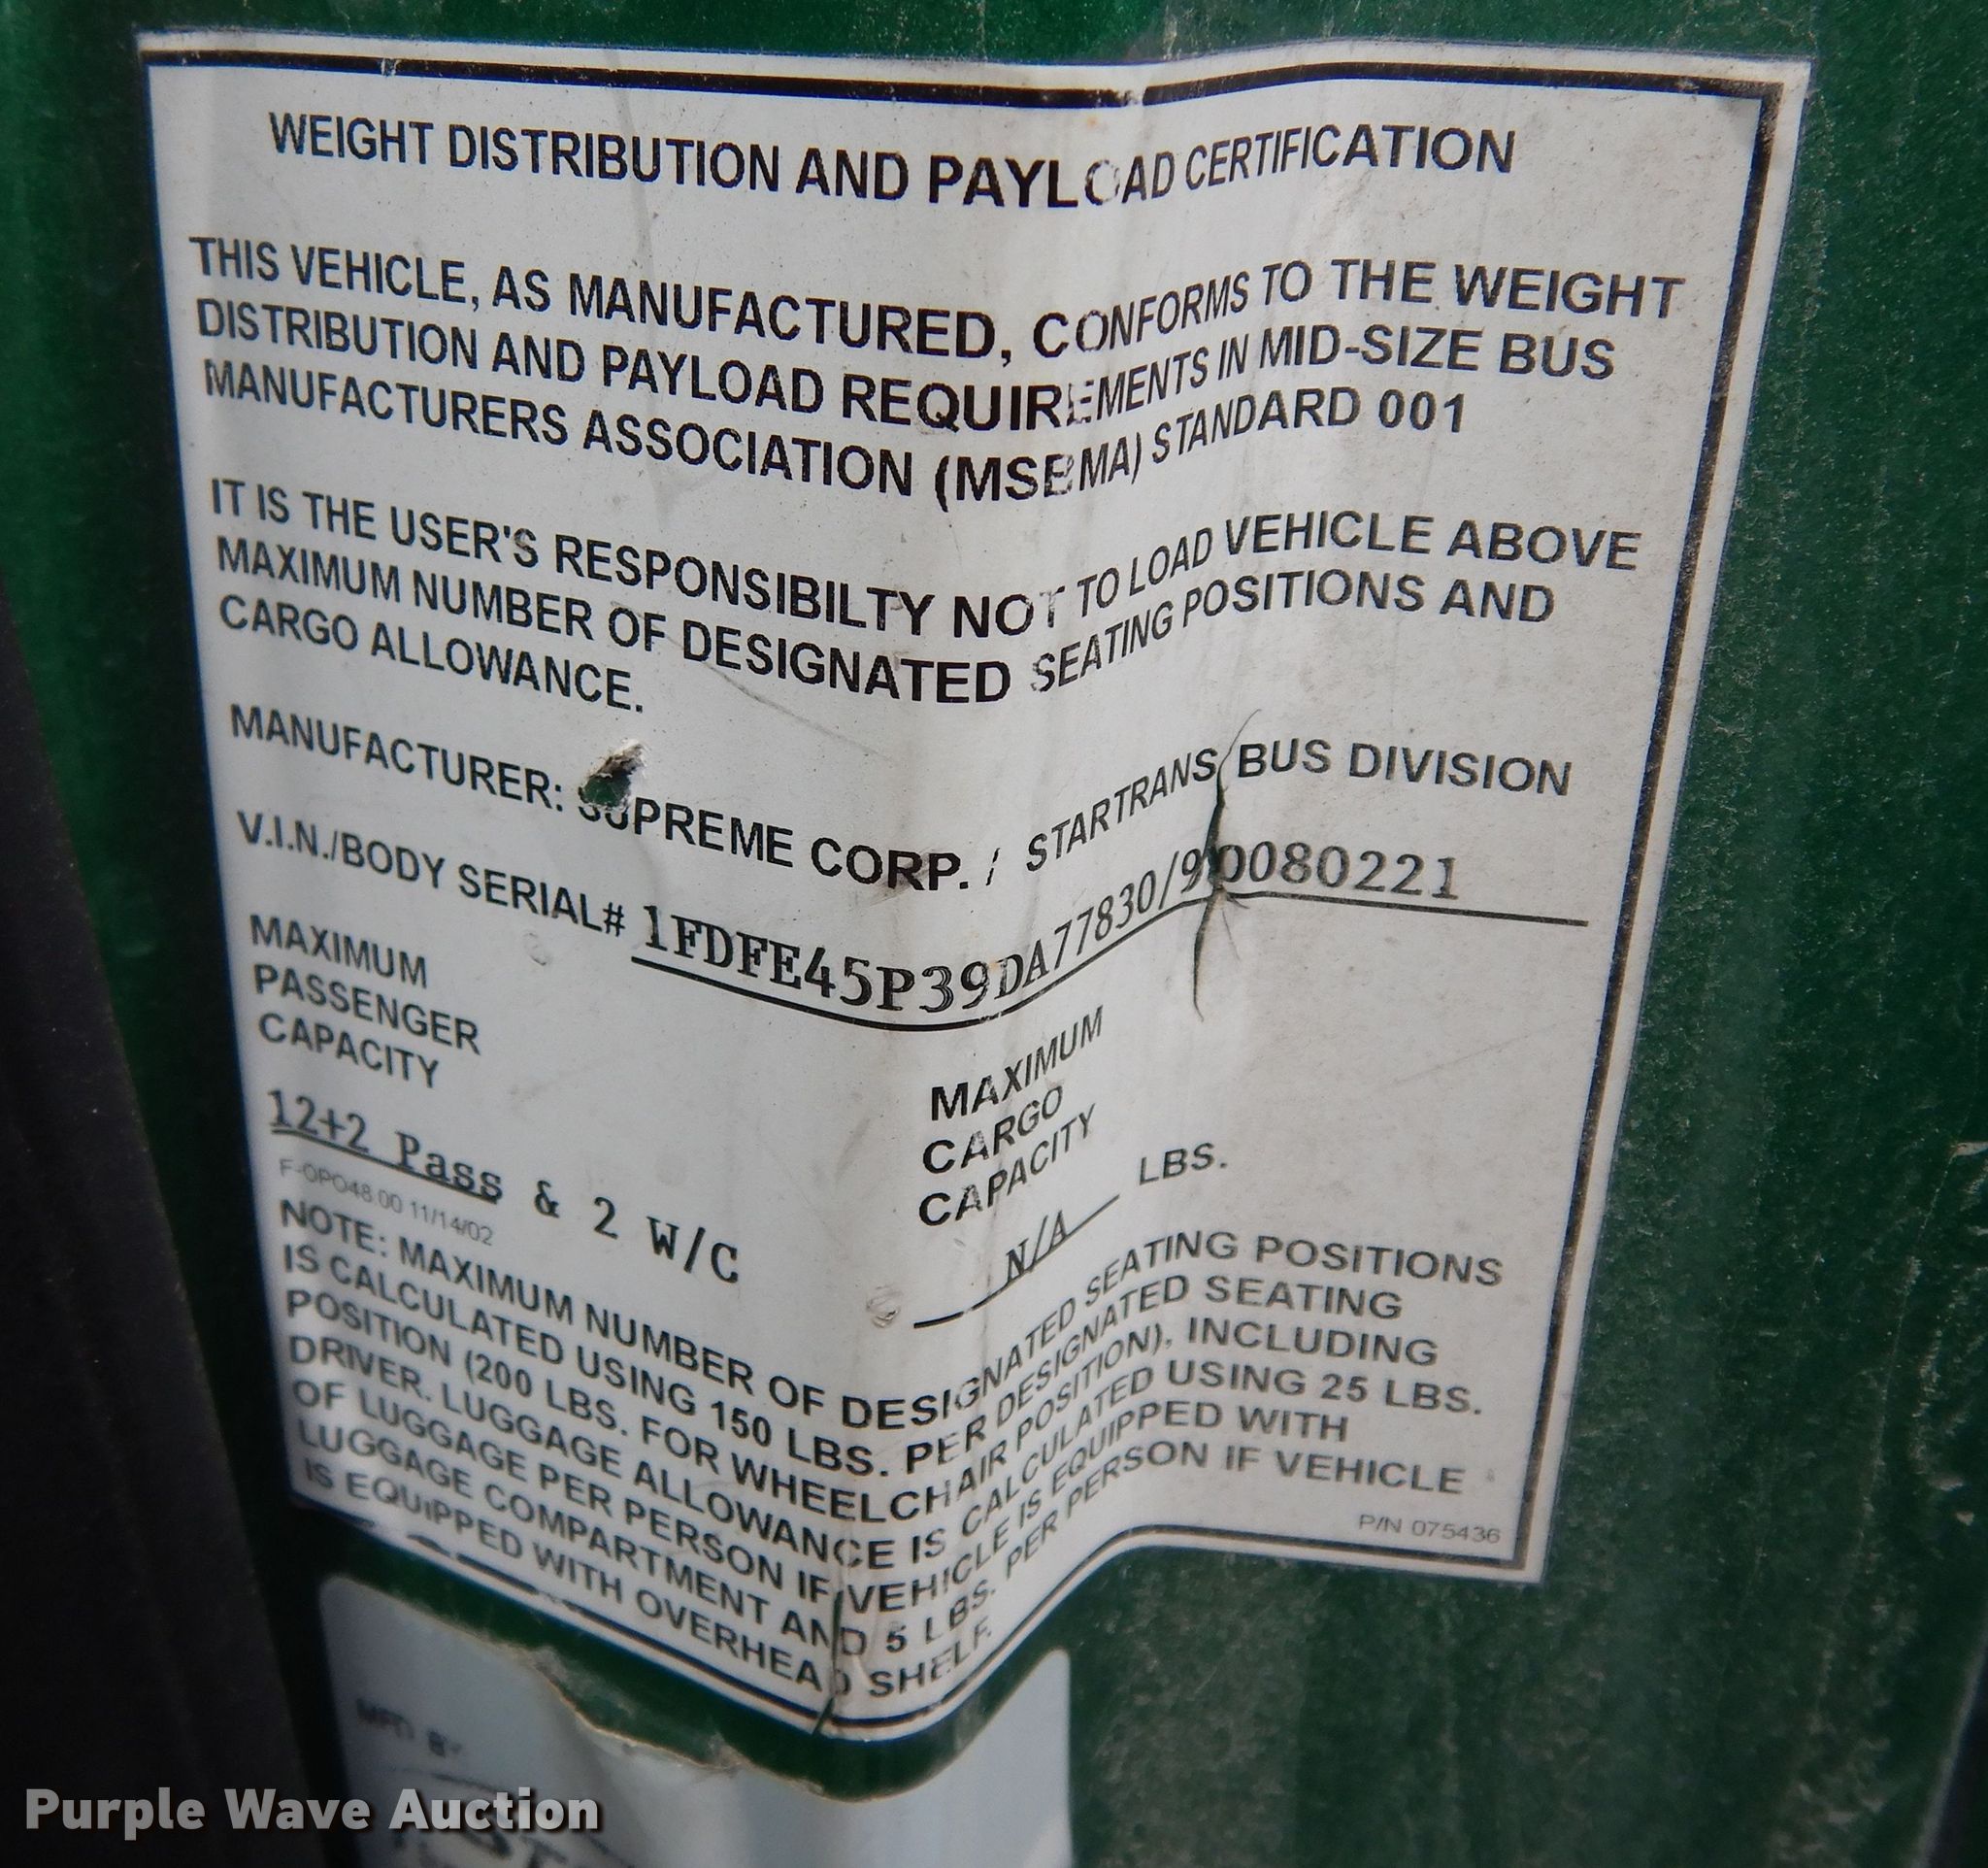 WEIGHT DISTRIBUTION AND PAYLOAD CERTIFICATION
THIS VEHICLE, AS MANUFACTURED, CONFORMS TO THE WEIGHT
DISTRIBUTION AND PAYLOAD REQUIREMENTS IN MID-SIZE BUS
MANUFACTURERS ASSOCIATION (MSBMA) STANDARD 001
IT IS THE USER'S RESPONSIBILTY NOT TO LOAD VEHICLE ABOVE
MAXIMUM NUMBER OF DESIGNATED SEATING POSITIONS AND
CARGO ALLOWANCE.
MANUFACTURER: SUPREME CORP. / STARTRANS BUS DIVISION
V.I.N./BODY SERIAL# 1FDFE45P39DA77830/90080221
MAXIMUM
PASSENGER
CAPACITY
12+2 Pass & 2 W/C
MAXIMUM
CARGO
CAPACITY
N/A LBS.
F-OPO48.00 11/14/02
NOTE: MAXIMUM NUMBER OF DESIGNATED SEATING POSITIONS
IS CALCULATED USING 150 LBS. PER DESIGNATED SEATING
POSITION (200 LBS. FOR WHEELCHAIR POSITION), INCLUDING
DRIVER. LUGGAGE ALLOWANCE IS CALCULATED USING 25 LBS.
OF LUGGAGE PER PERSON IF VEHICLE IS EQUIPPED WITH
LUGGAGE COMPARTMENT AND 5 LBS. PER PERSON IF VEHICLE
IS EQUIPPED WITH OVERHEAD SHELF.
P/N 075436
MFD BY
Purple Wave Auction